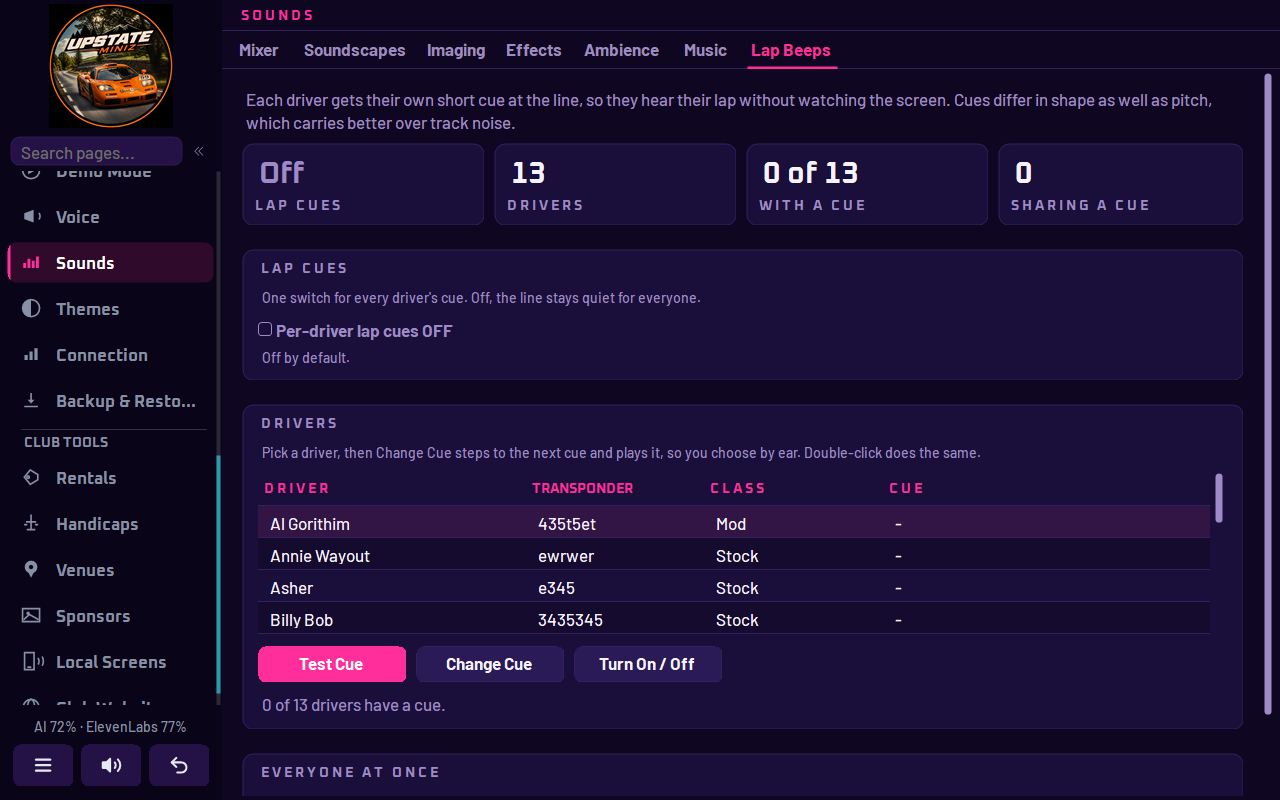 UPSTATE
MINIZ
Search pages...
«
Demo Mode
Voice
Sounds
Themes
Connection
Backup & Resto...
CLUB TOOLS
Rentals
Handicaps
Venues
Sponsors
Local Screens
AI 72% · ElevenLabs 77%
SOUNDS
Mixer Soundscapes Imaging Effects Ambience Music Lap Beeps
Each driver gets their own short cue at the line, so they hear their lap without watching the screen. Cues differ in shape as well as pitch,
which carries better over track noise.
Off 13 0 of 13 0
LAP CUES DRIVERS WITH A CUE SHARING A CUE
LAP CUES
One switch for every driver's cue. Off, the line stays quiet for everyone.
Per-driver lap cues OFF
Off by default.
DRIVERS
Pick a driver, then Change Cue steps to the next cue and plays it, so you choose by ear. Double-click does the same.
DRIVER TRANSPONDER CLASS CUE
Al Gorithim 435t5et Mod -
Annie Wayout ewrwer Stock -
Asher e345 Stock -
Billy Bob 3435345 Stock -
Test Cue Change Cue Turn On / Off
0 of 13 drivers have a cue.
EVERYONE AT ONCE